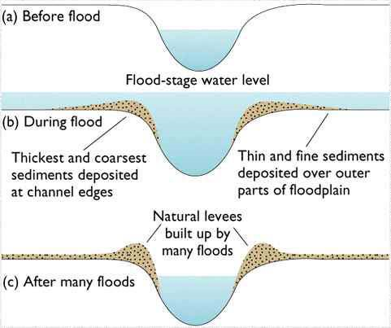 (a) Before flood
Flood-stage water level
(b) During flood
Thickest and coarsest
sediments deposited
at channel edges
Thin and fine sediments
deposited over outer
parts of floodplain
Natural levees
built up by
many floods
(c) After many floods